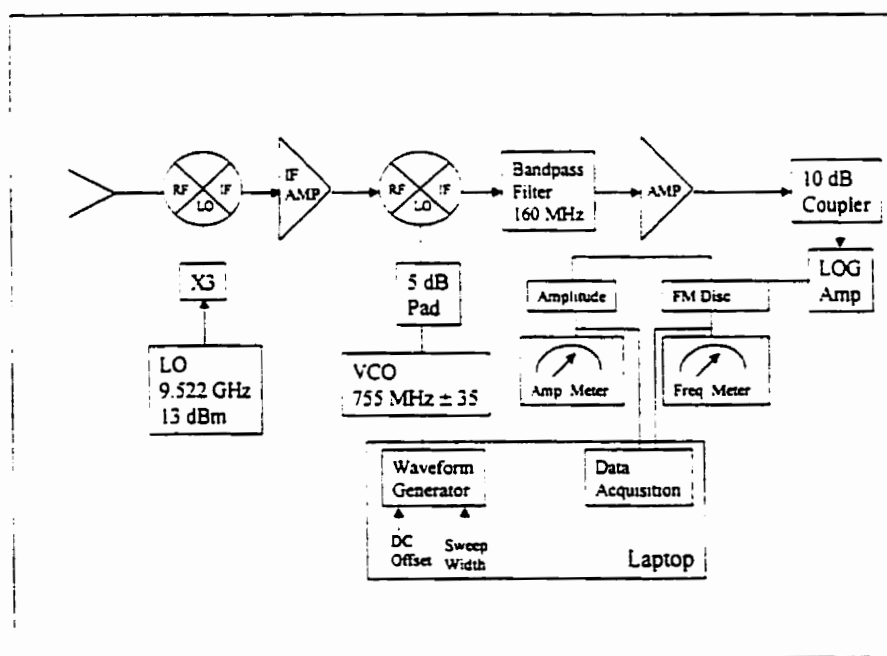 RF
IF
LO
IF
AMP
RF
IF
LO
Bandpass
Filter
160 MHz
AMP
10 dB
Coupler
X3
5 dB
Pad
Amplitude
FM Disc
LOG
Amp
LO
9.522 GHz
13 dBm
VCO
755 MHz ± 35
Amp Meter
Freq Meter
Waveform
Generator
Data
Acquisition
DC
Offset
Sweep
Width
Laptop